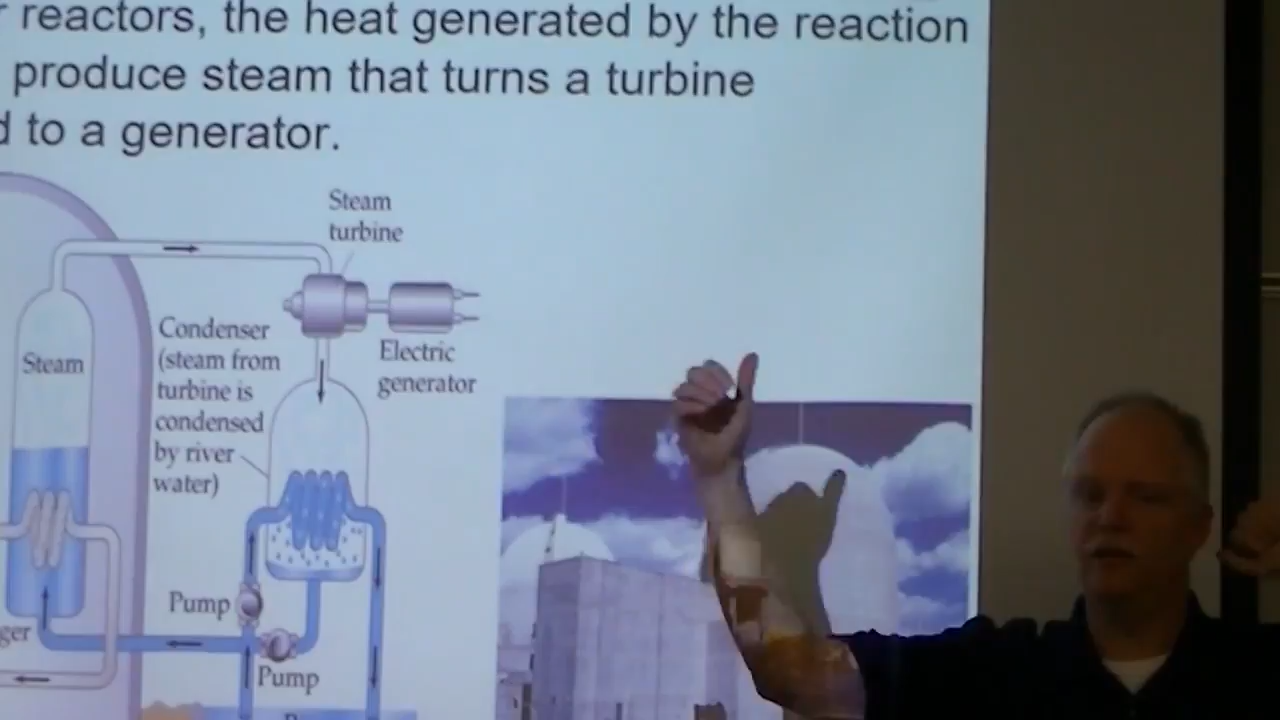 reactors, the heat generated by the reaction
produce steam that turns a turbine
to a generator.
Steam
turbine
Condenser
(steam from
turbine is
condensed
by river
water)
Electric
generator
Steam
Pump
Pump